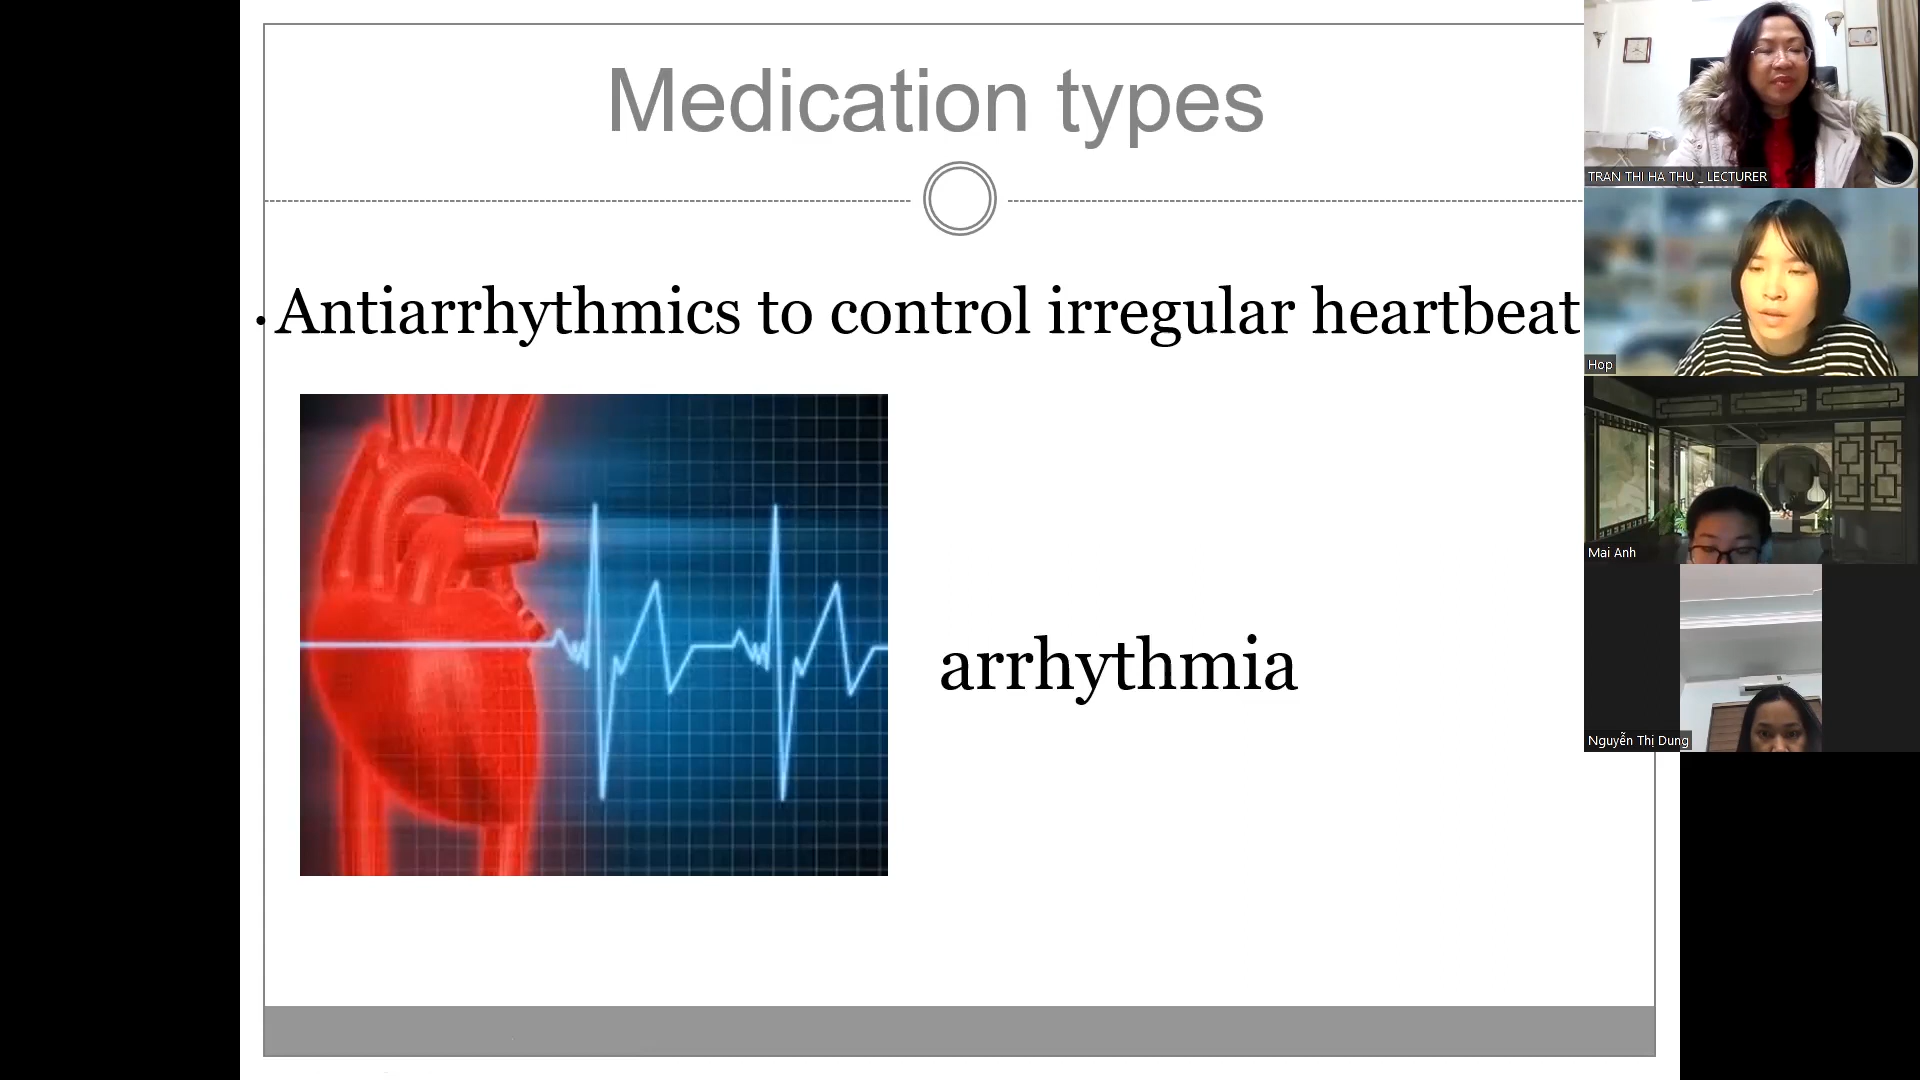 Medication types
• Antiarrhythmics to control irregular heartbeat
arrhythmia
TRAN THI HA THU _ LECTURER
Hop
Mai Anh
Nguyễn Thị Dung